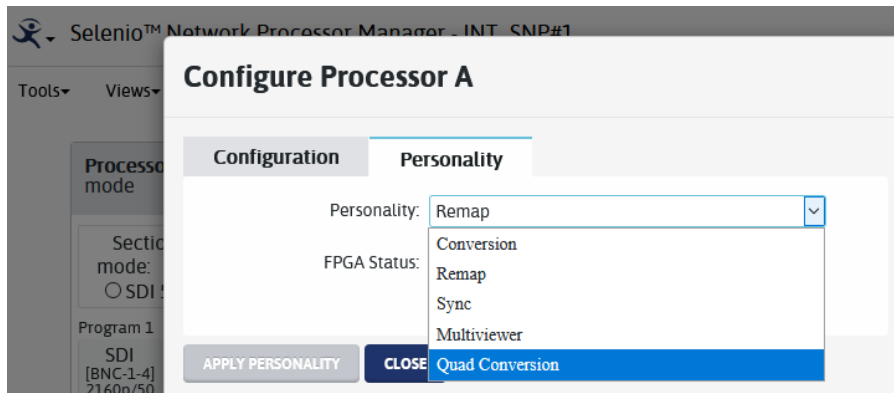 Selenio™ Network Processor Manager - INT_SNP#1
Configure Processor A
Tools Views
Configuration Personality
Processo
mode
Personality: Remap
Conversion
Sectio
mode:
FPGA Status:
Remap
SDI
Sync
Program 1
Multiviewer
SDI
[BNC-1-4]
2160p/50
APPLY PERSONALITY CLOSE Quad Conversion